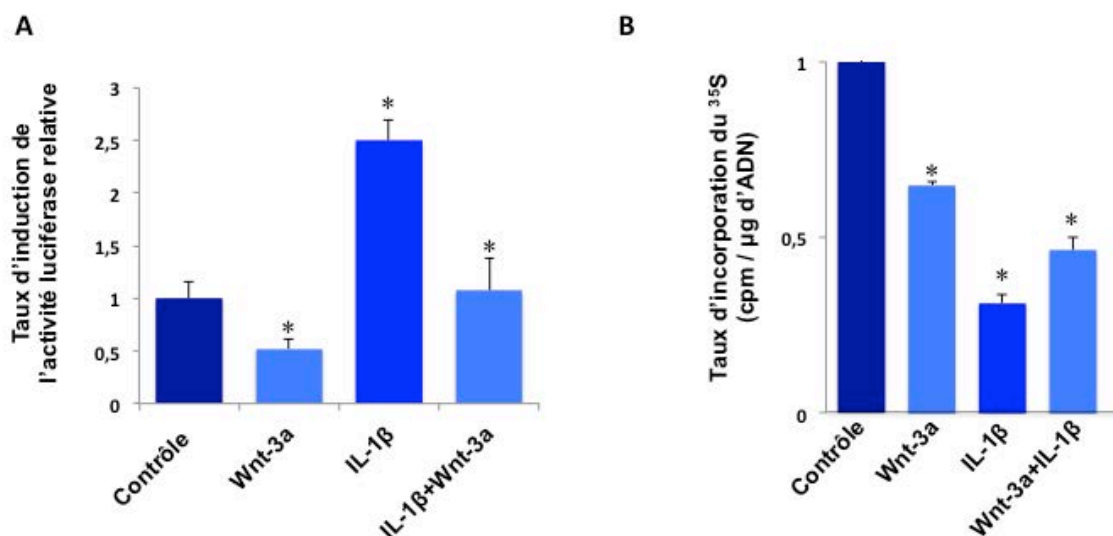 A
Taux d'induction de
l'activité luciférase relative
3
2,5
2
1,5
1
0,5
0
*
*
*
Contrôle
Wnt-3a
IL-1β
IL-1β+Wnt-3a
B
Taux d'incorporation du ³⁵S
(cpm / µg d'ADN)
1
0,5
0
*
*
*
Contrôle
Wnt-3a
IL-1β
Wnt-3a+IL-1β